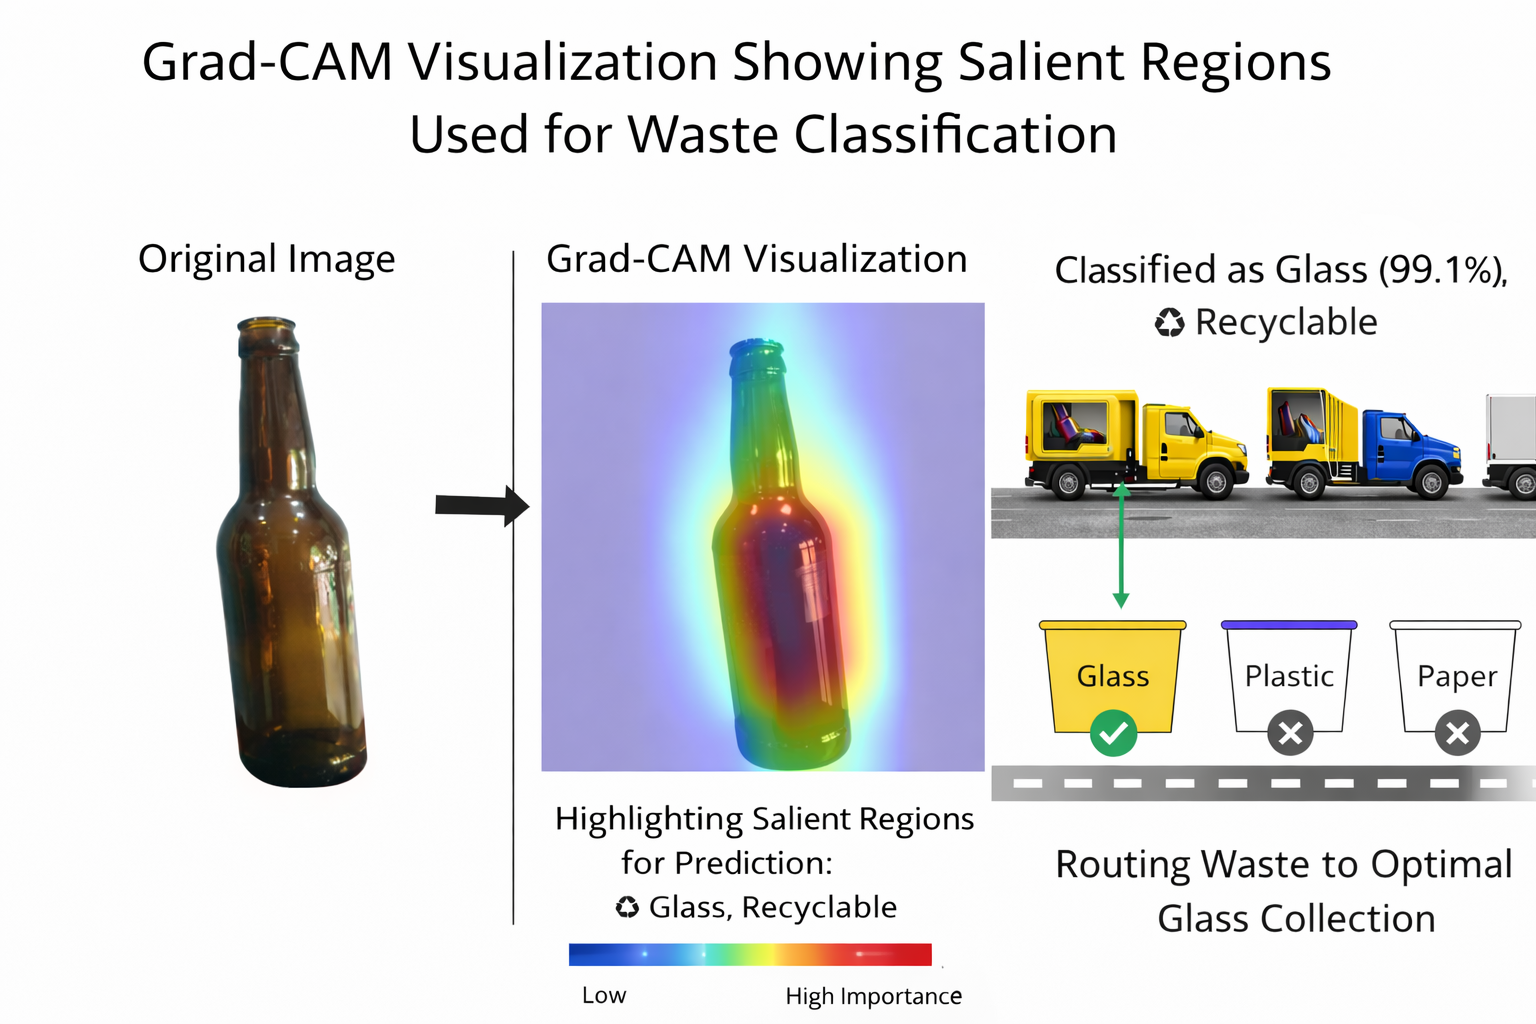 Grad-CAM Visualization Showing Salient Regions
Used for Waste Classification
Original Image
Grad-CAM Visualization
Highlighting Salient Regions
for Prediction:
♻ Glass, Recyclable
Low
High Importance
Classified as Glass (99.1%),
♻ Recyclable
Glass
Plastic
Paper
Routing Waste to Optimal
Glass Collection